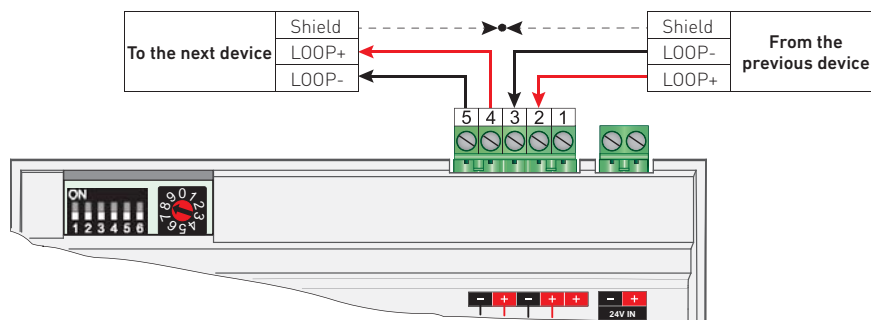 Shield
To the next device
LOOP+
LOOP-
Shield
LOOP-
From the
previous device
LOOP+
5 4 3 2 1
ON
1 2 3 4 5 6
0 1 2 3 4 5 6 7 8 9
- + - + + - +
24V IN